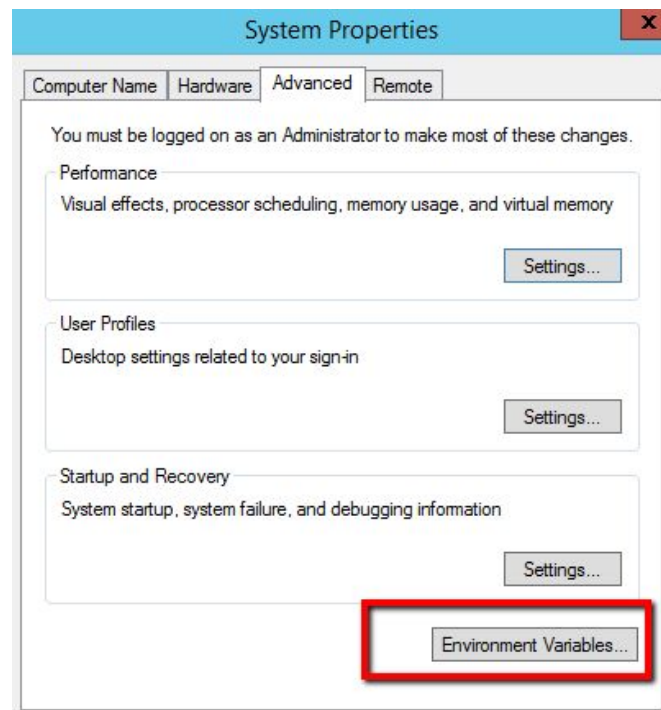 System Properties
x
Computer Name Hardware Advanced Remote
You must be logged on as an Administrator to make most of these changes.
Performance
Visual effects, processor scheduling, memory usage, and virtual memory
Settings...
User Profiles
Desktop settings related to your sign-in
Settings...
Startup and Recovery
System startup, system failure, and debugging information
Settings...
Environment Variables...